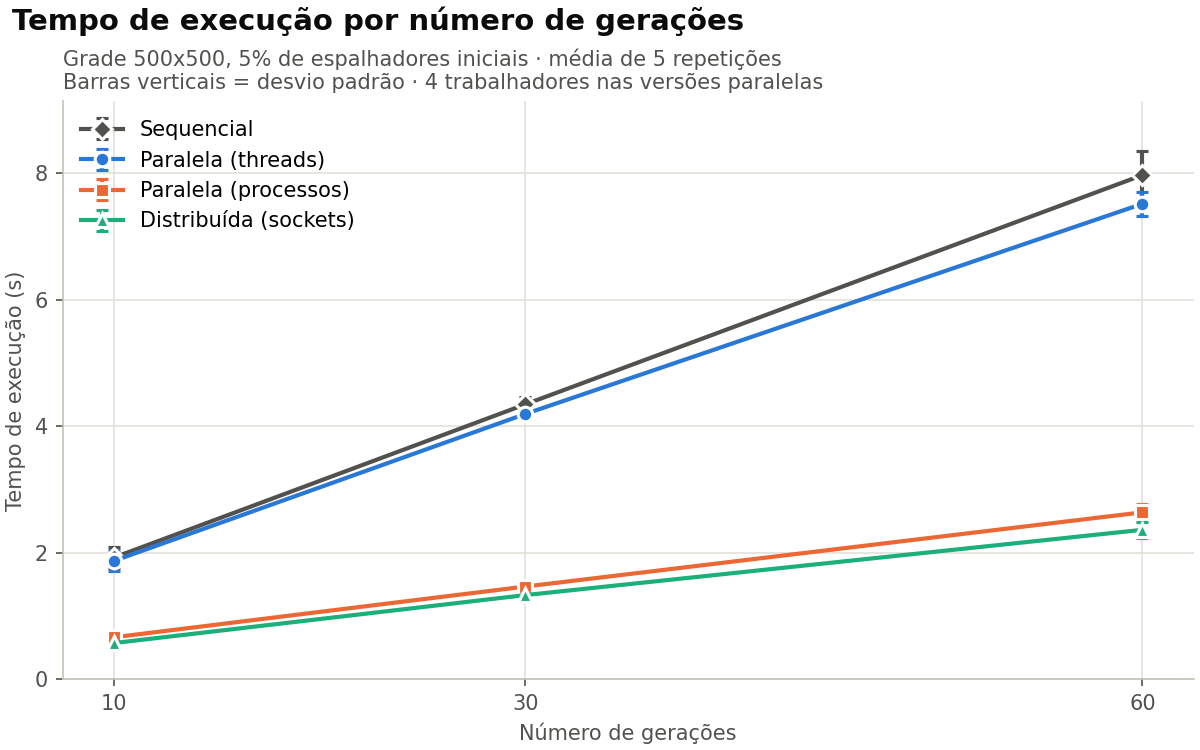 Tempo de execução por número de gerações
Grade 500x500, 5% de espalhadores iniciais · média de 5 repetições
Barras verticais = desvio padrão · 4 trabalhadores nas versões paralelas
Sequencial
Paralela (threads)
Paralela (processos)
Distribuída (sockets)
Tempo de execução (s)
8
6
4
2
0
10 30 60
Número de gerações